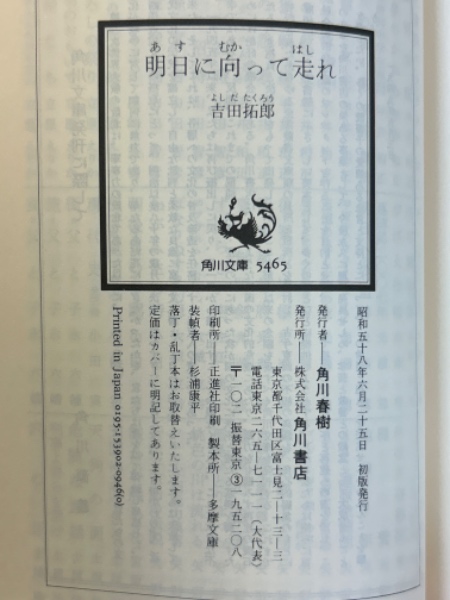 あす むか はし
明日に向って走れ
よしだ たくろう
吉田拓郎
角川文庫 5465
昭和五十八年六月二十五日 初版発行
発行者――角川春樹
発行所――株式会社 角川書店
東京都千代田区富士見二―十三―三
電話東京二六五―七一一一(大代表)
〒一〇二 振替東京③一九五二〇八
印刷所――正進社印刷 製本所――多摩文庫
装幀者――杉浦康平
落丁・乱丁本はお取替えいたします。
定価はカバーに明記してあります。
Printed in Japan 0195-153902-0946(0)